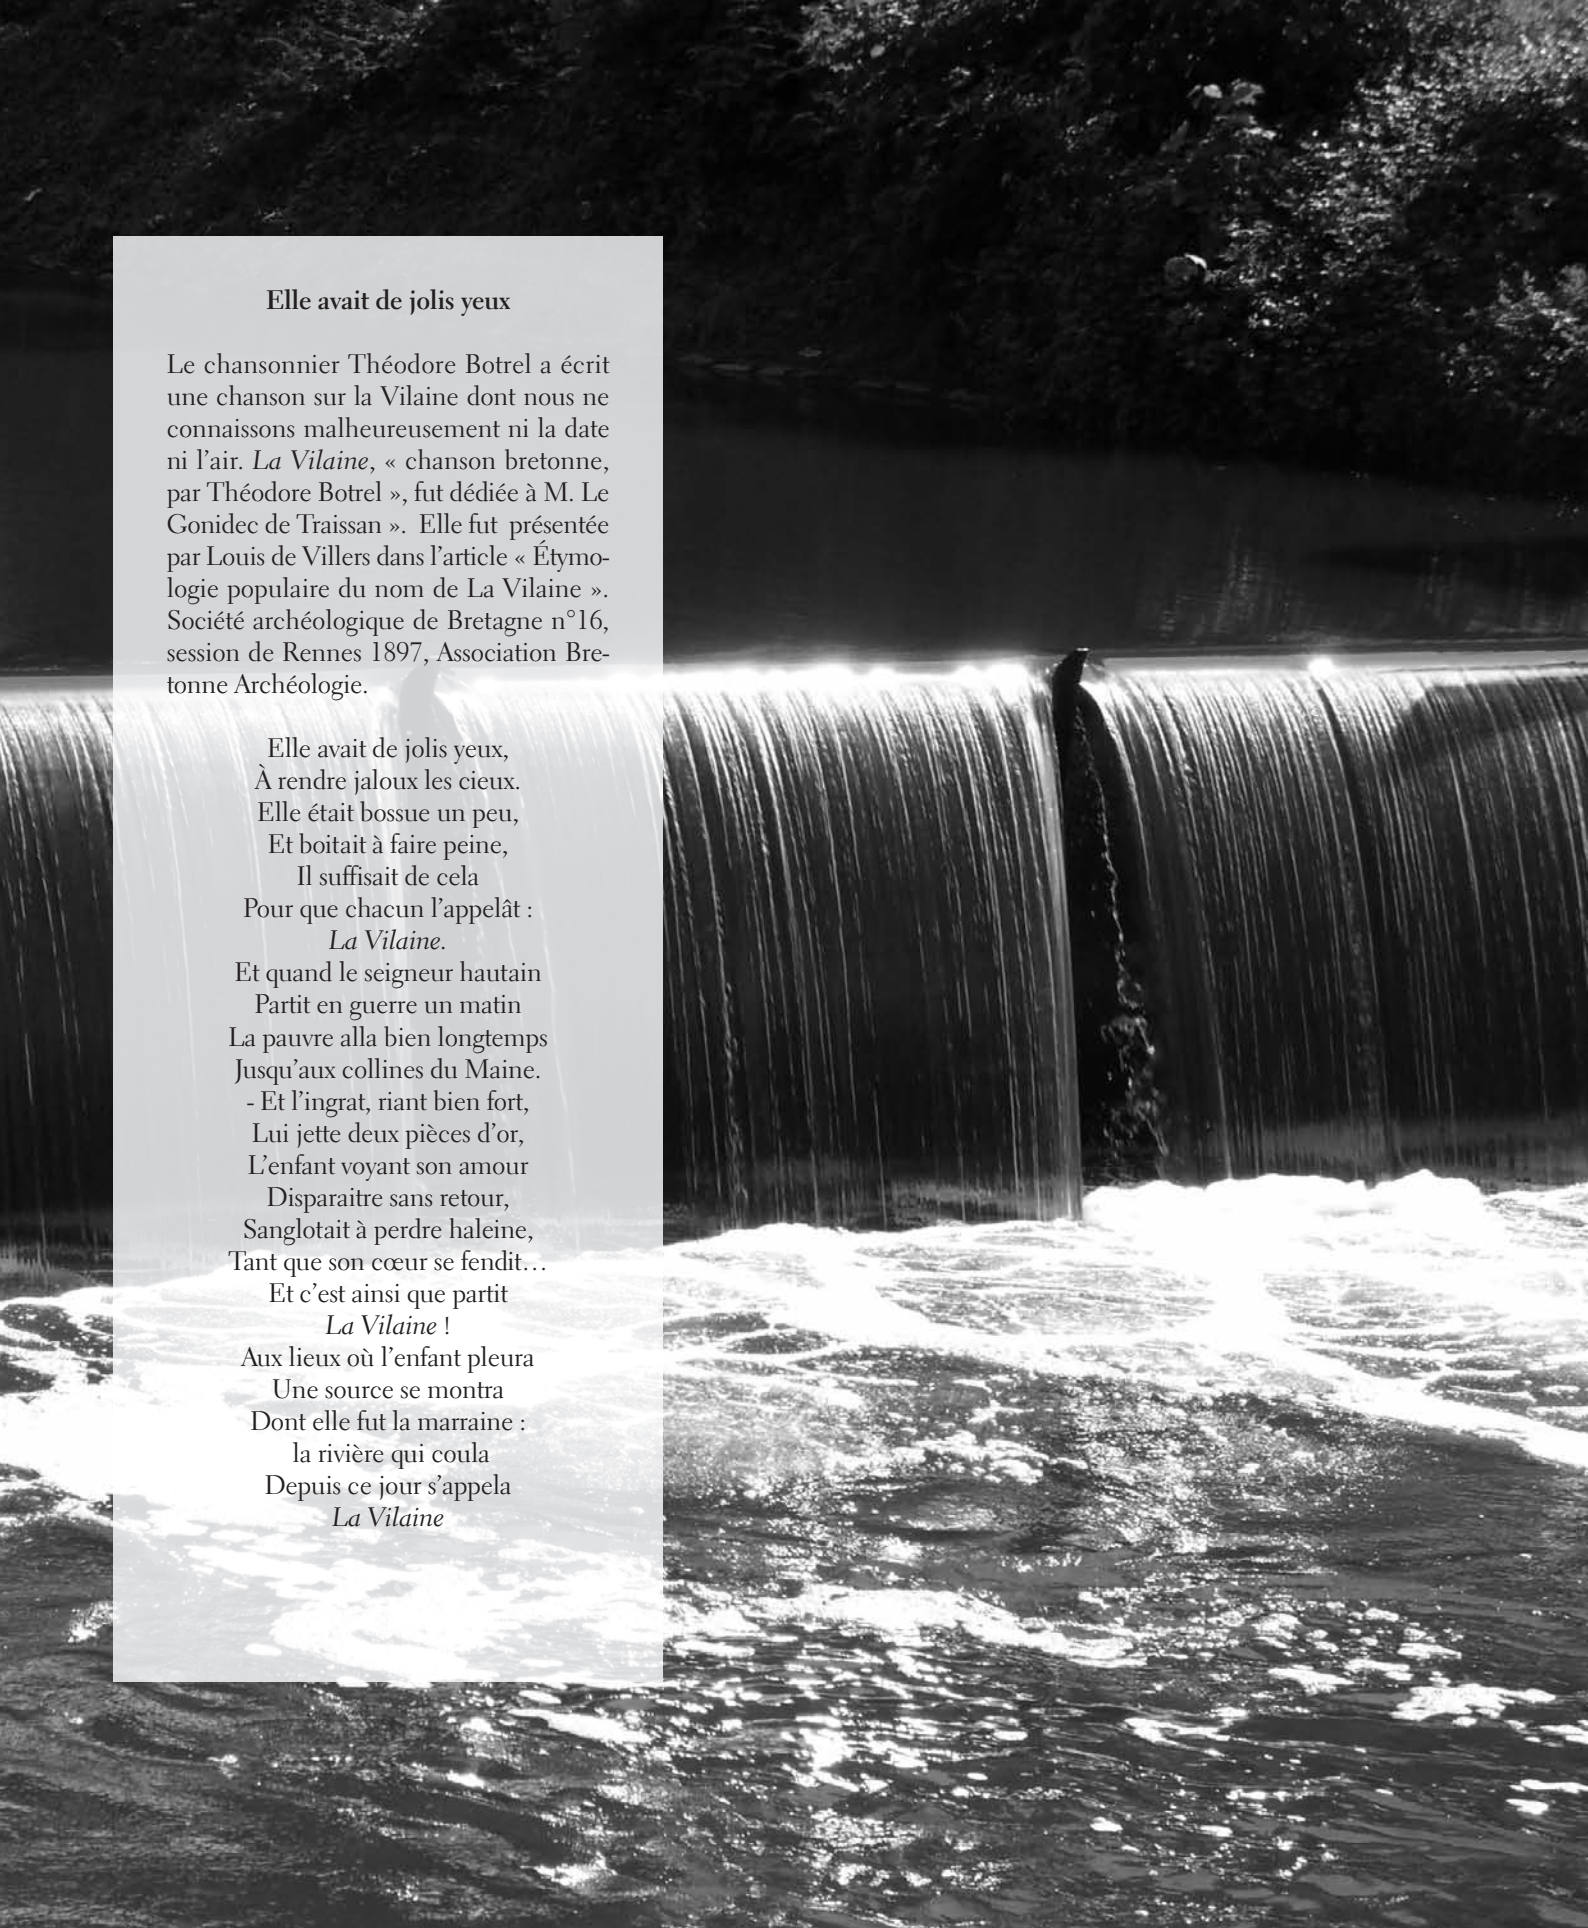 Elle avait de jolis yeux
Le chansonnier Théodore Botrel a écrit
une chanson sur la Vilaine dont nous ne
connaissons malheureusement ni la date
ni l’air. La Vilaine, « chanson bretonne,
par Théodore Botrel », fut dédiée à M. Le
Gonidec de Traissan ». Elle fut présentée
par Louis de Villers dans l’article « Étymo-
logie populaire du nom de La Vilaine ».
Société archéologique de Bretagne n°16,
session de Rennes 1897, Association Bre-
tonne Archéologie.
Elle avait de jolis yeux,
À rendre jaloux les cieux.
Elle était bossue un peu,
Et boitait à faire peine,
Il suffisait de cela
Pour que chacun l’appelât :
La Vilaine.
Et quand le seigneur hautain
Partit en guerre un matin
La pauvre alla bien longtemps
Jusqu’aux collines du Maine.
- Et l’ingrat, riant bien fort,
Lui jette deux pièces d’or,
L’enfant voyant son amour
Disparaitre sans retour,
Sanglotait à perdre haleine,
Tant que son cœur se fendit…
Et c’est ainsi que partit
La Vilaine !
Aux lieux où l’enfant pleura
Une source se montra
Dont elle fut la marraine :
la rivière qui coula
Depuis ce jour s’appela
La Vilaine